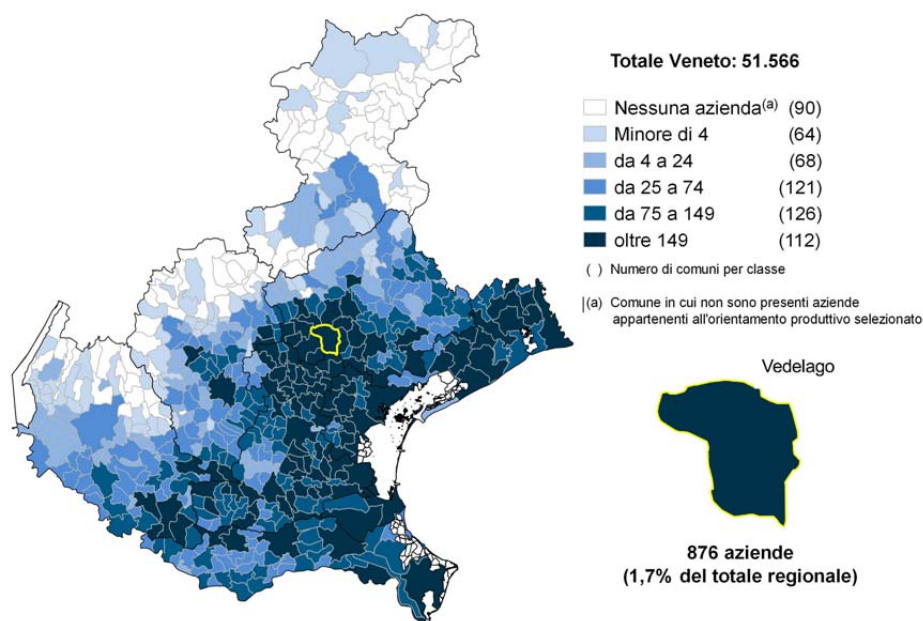 Totale Veneto: 51.566
Nessuna azienda(a) (90)
Minore di 4 (64)
da 4 a 24 (68)
da 25 a 74 (121)
da 75 a 149 (126)
oltre 149 (112)
( ) Numero di comuni per classe
(a) Comune in cui non sono presenti aziende
appartenenti all'orientamento produttivo selezionato
Vedelago
876 aziende
(1,7% del totale regionale)